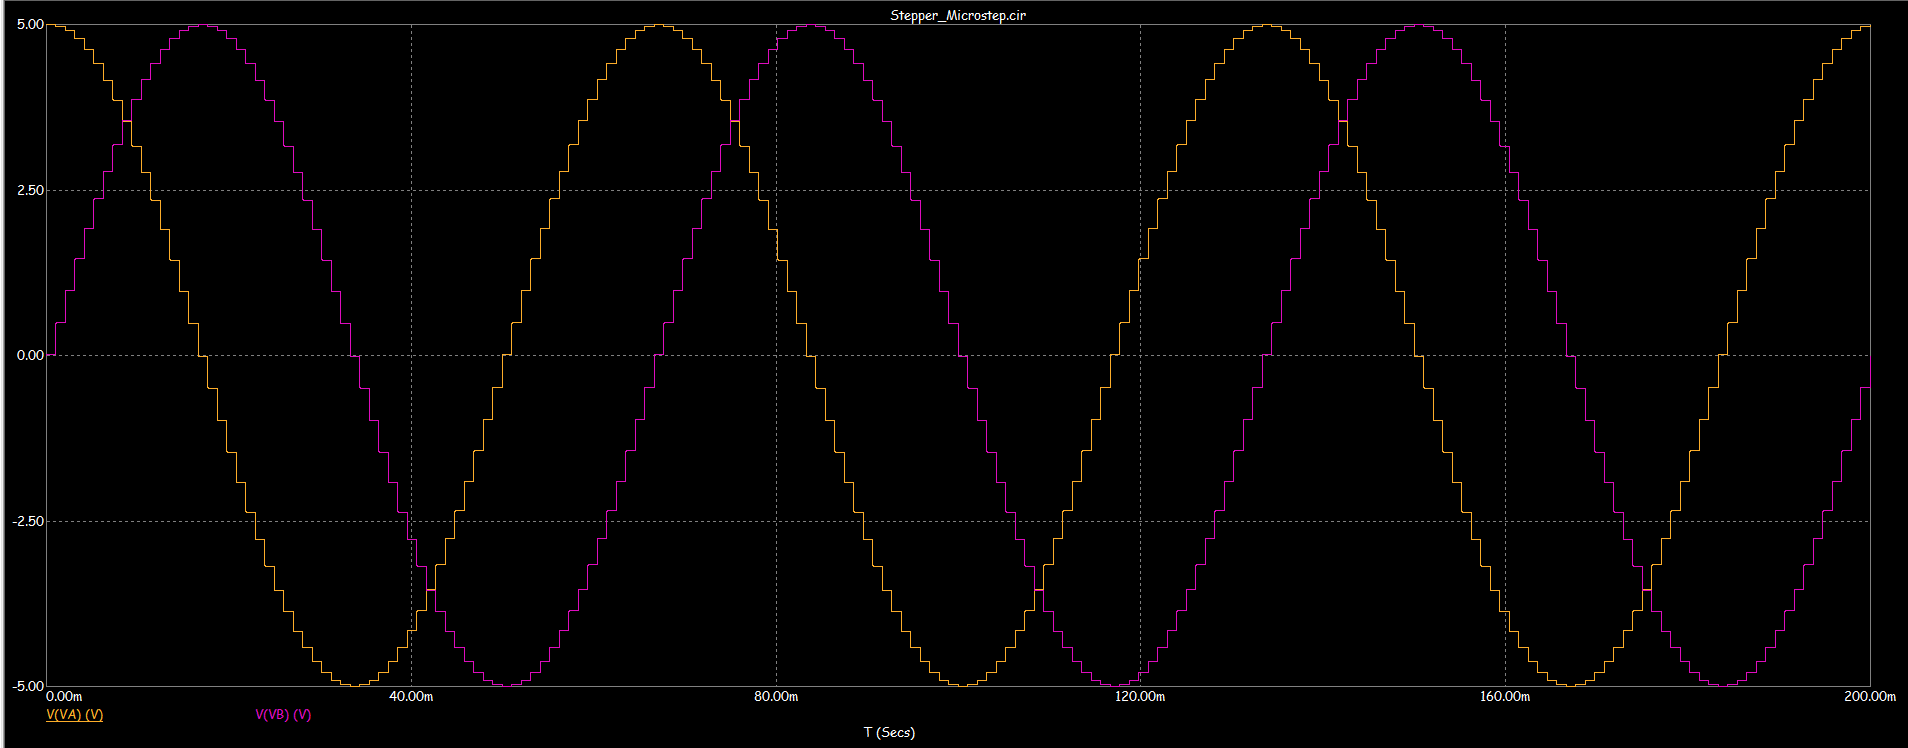 Stepper_Microstep.cir
5.00
2.50
0.00
-2.50
-5.00
0.00m 40.00m 80.00m 120.00m 160.00m 200.00m
V(VA) (V) V(VB) (V)
T (Secs)